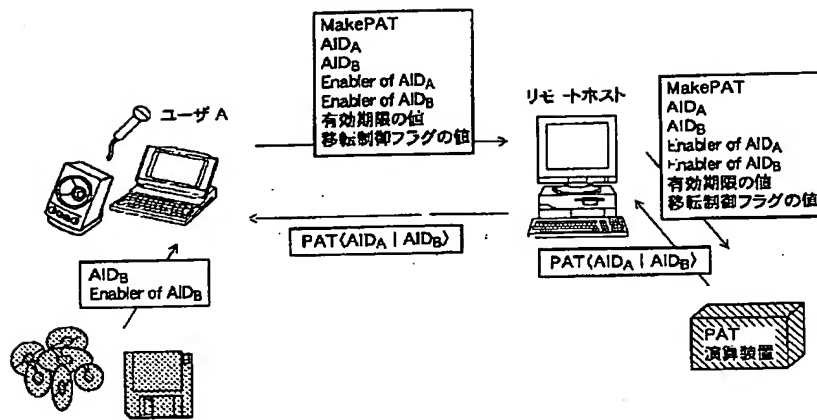 MakePAT
AIDA
AIDB
Enabler of AIDA
Enabler of AIDB
有効期限の値
移転制御フラグの値
ユーザ A
リモートホスト
MakePAT
AIDA
AIDB
Enabler of AIDA
Enabler of AIDB
有効期限の値
移転制御フラグの値
PAT〈AIDA | AIDB〉
PAT〈AIDA | AIDB〉
AIDB
Enabler of AIDB
PAT
演算装置